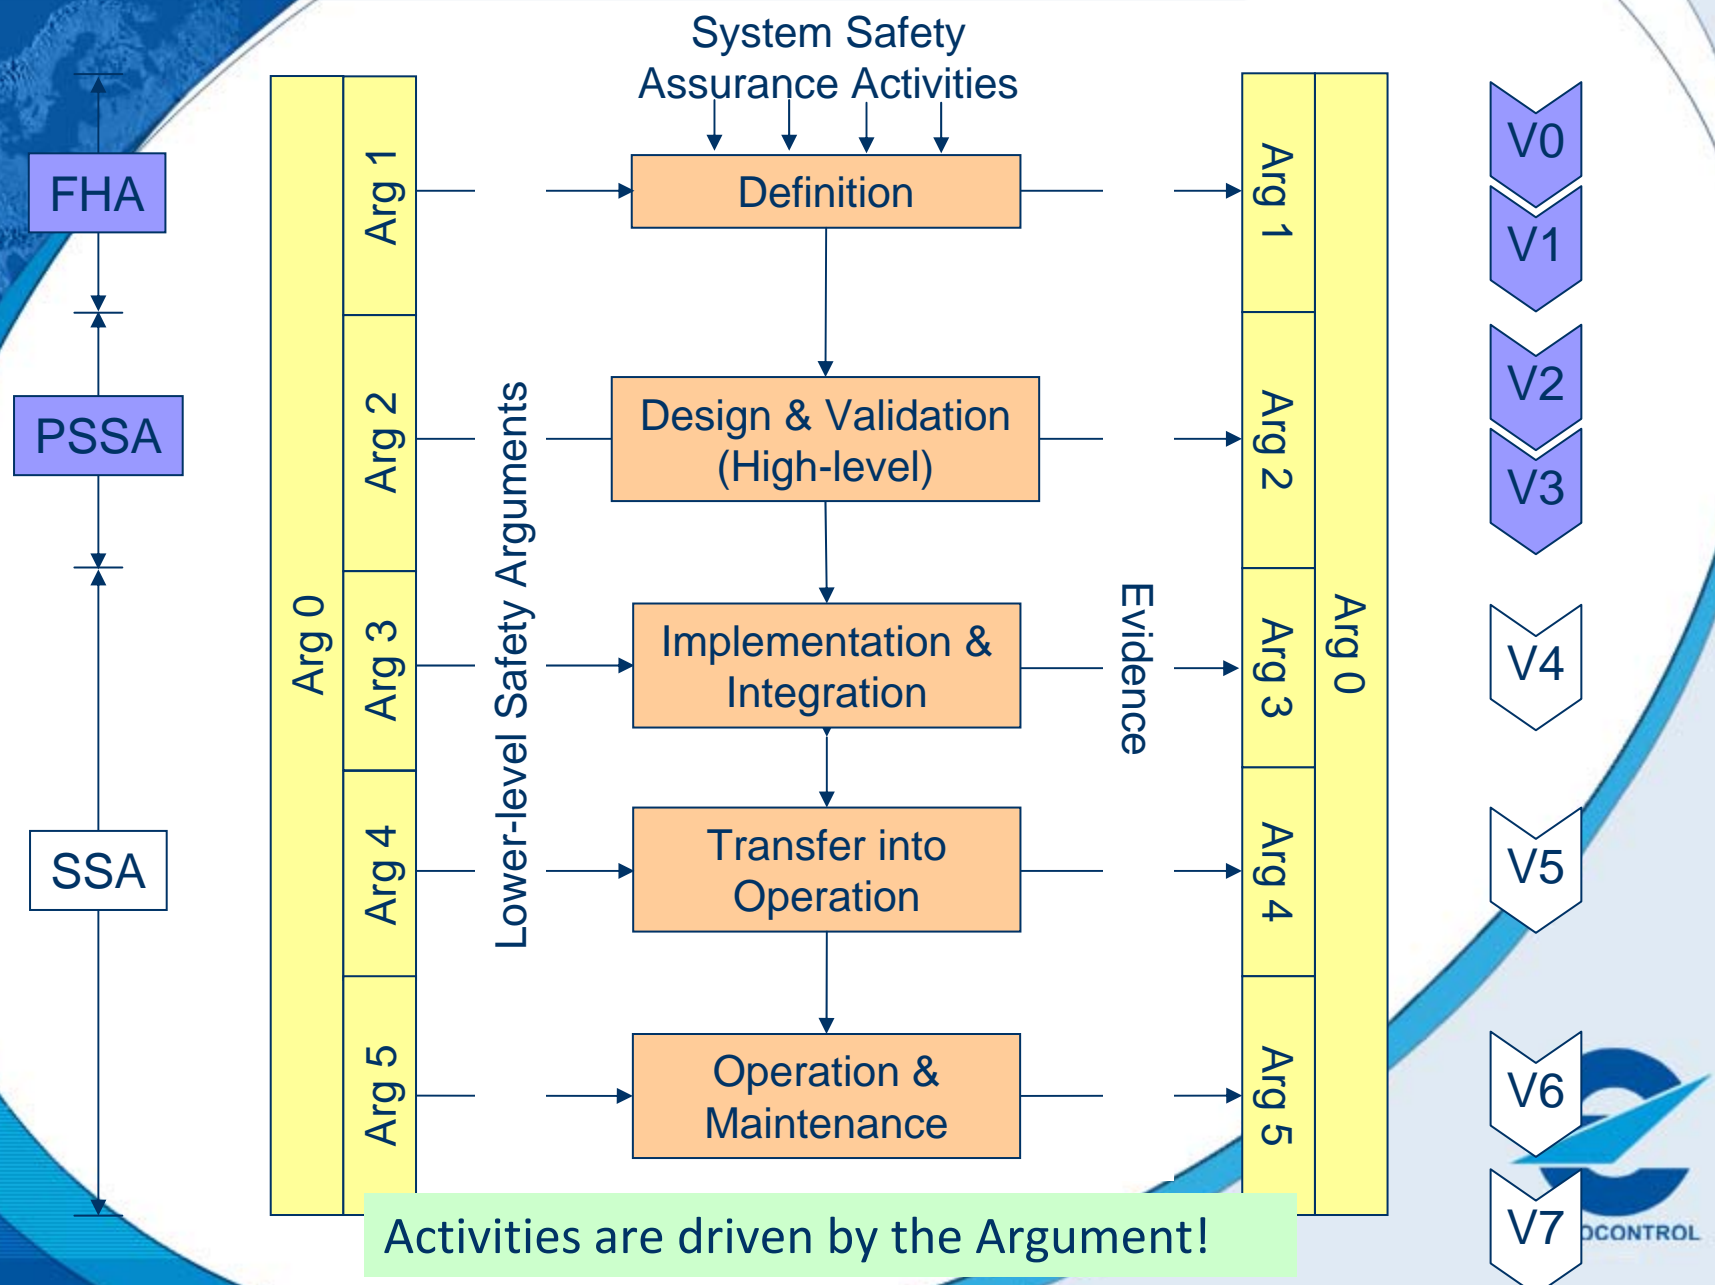 System Safety
Assurance Activities
FHA
PSSA
SSA
Arg 0
Arg 1
Arg 2
Arg 3
Arg 4
Arg 5
Lower-level Safety Arguments
Definition
Design & Validation
(High-level)
Implementation &
Integration
Transfer into
Operation
Operation &
Maintenance
Evidence
Arg 1
Arg 2
Arg 3
Arg 4
Arg 5
Arg 0
V0
V1
V2
V3
V4
V5
V6
V7
OCONTROL
Activities are driven by the Argument!